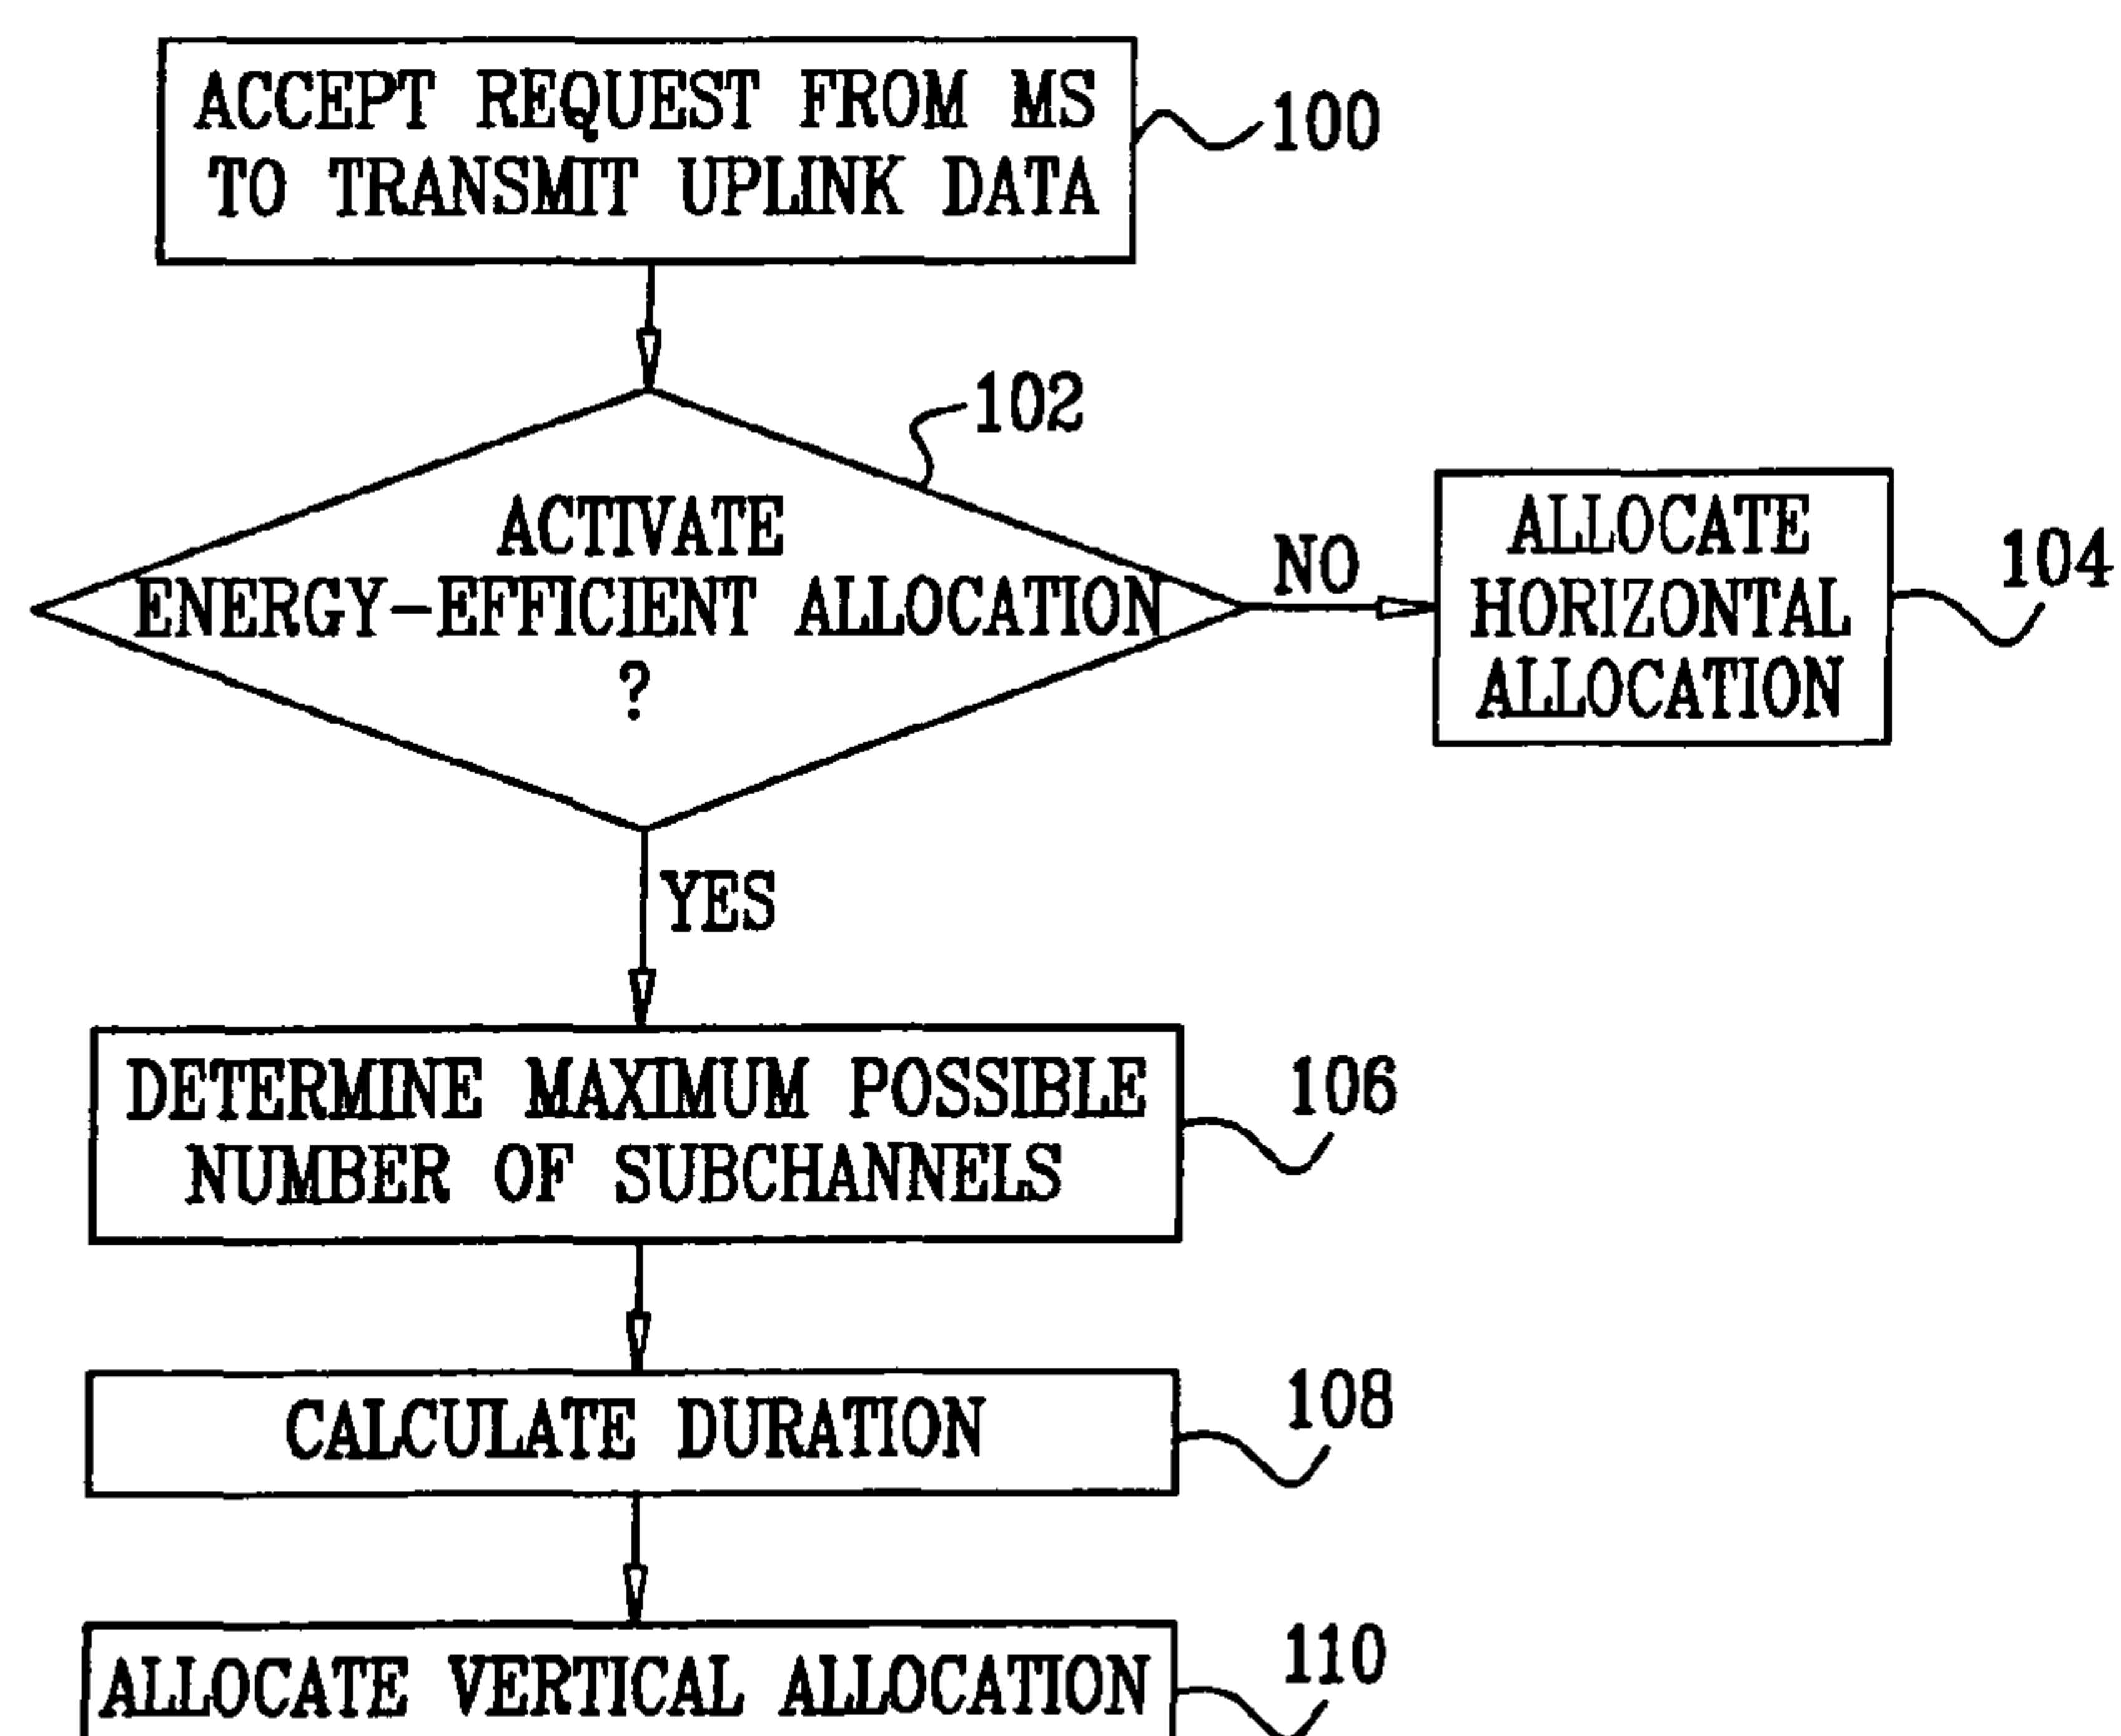 ACCEPT REQUEST FROM MS
TO TRANSMIT UPLINK DATA
100
102
ACTIVATE
ENERGY-EFFICIENT ALLOCATION
?
NO
ALLOCATE
HORIZONTAL
ALLOCATION
104
YES
DETERMINE MAXIMUM POSSIBLE
NUMBER OF SUBCHANNELS
106
CALCULATE DURATION
108
ALLOCATE VERTICAL ALLOCATION
110